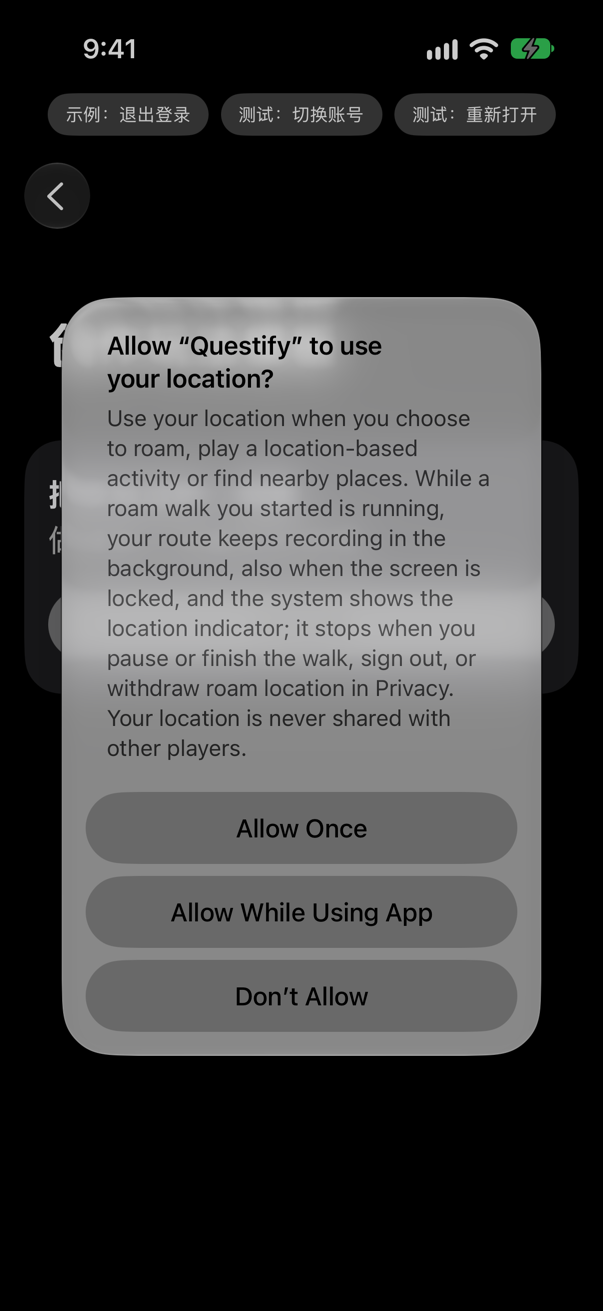 9:41
示例：退出登录
测试：切换账号
测试：重新打开
Allow “Questify” to use
your location?
Use your location when you choose
to roam, play a location-based
activity or find nearby places. While a
roam walk you started is running,
your route keeps recording in the
background, also when the screen is
locked, and the system shows the
location indicator; it stops when you
pause or finish the walk, sign out, or
withdraw roam location in Privacy.
Your location is never shared with
other players.
Allow Once
Allow While Using App
Don’t Allow